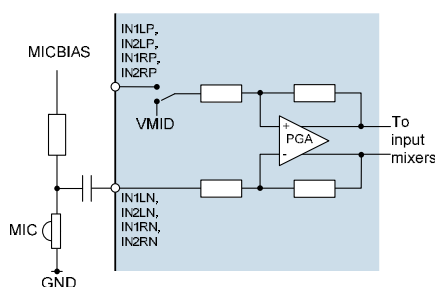 IN1LP,
IN2LP,
IN1RP,
IN2RP
MICBIAS
VMID
+
PGA
-
To
input
mixers
IN1LN,
IN2LN,
IN1RN,
IN2RN
MIC
GND